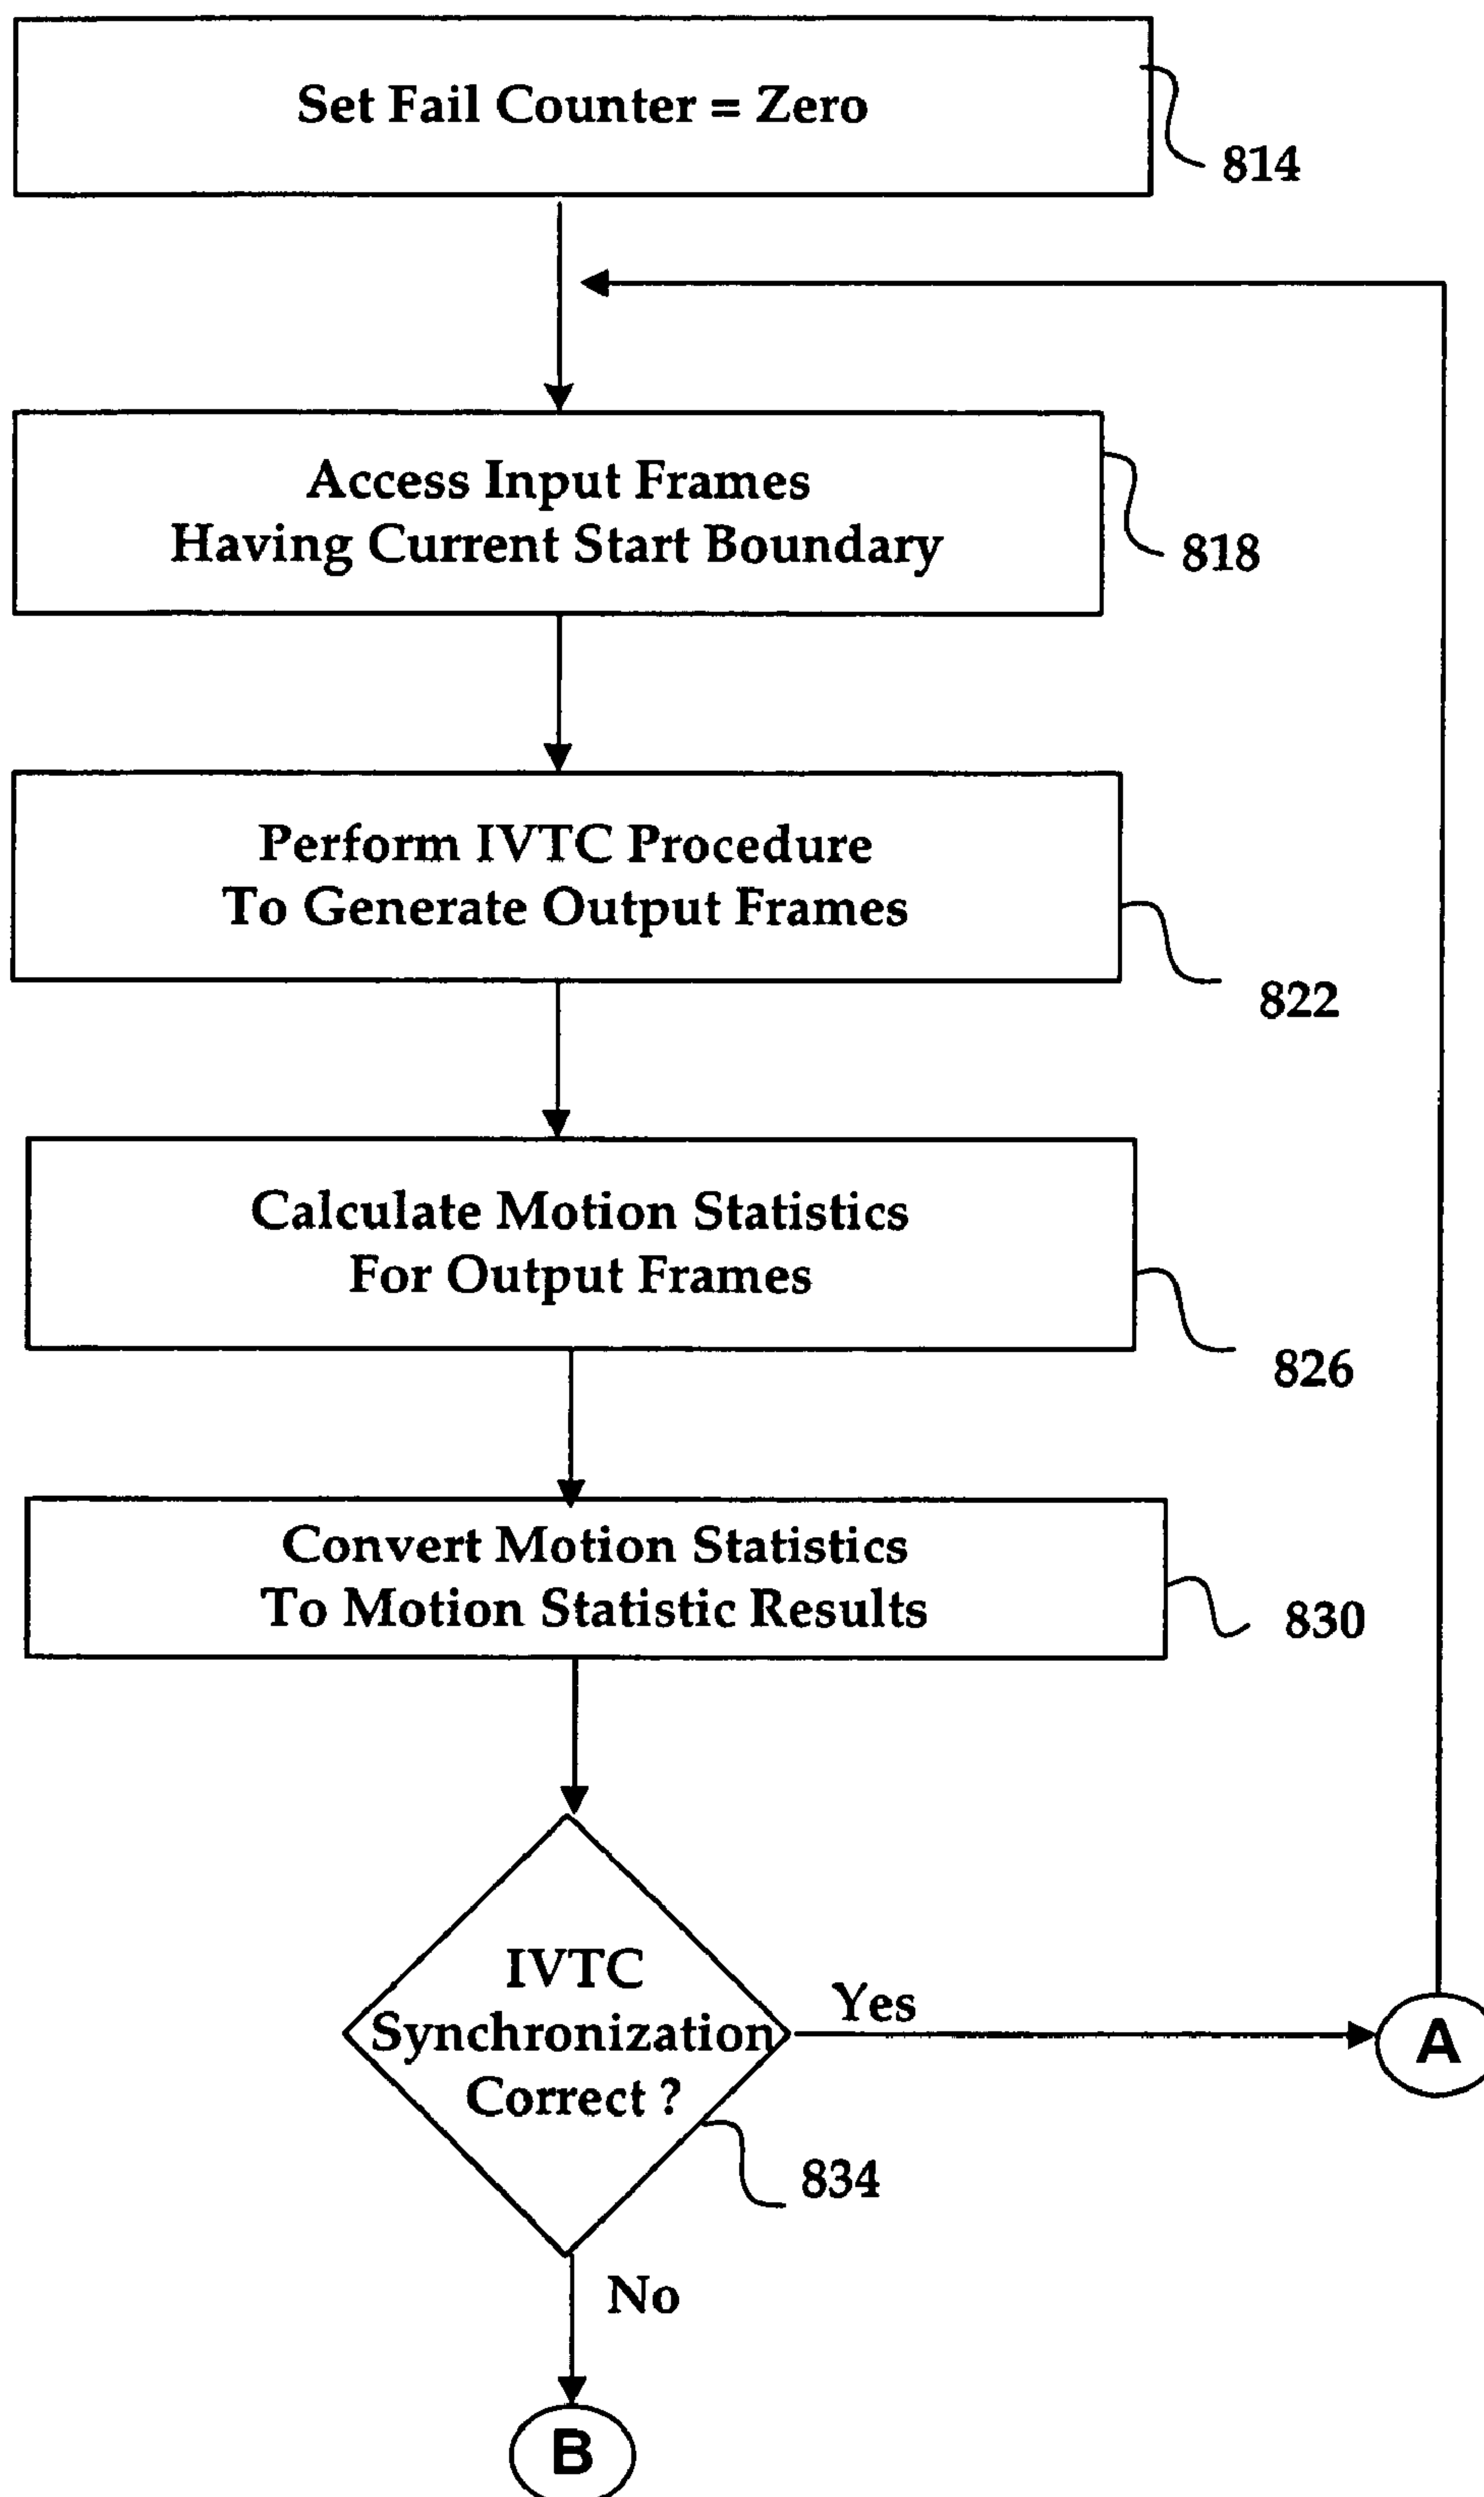 Set Fail Counter = Zero
814
Access Input Frames
Having Current Start Boundary
818
Perform IVTC Procedure
To Generate Output Frames
822
Calculate Motion Statistics
For Output Frames
826
Convert Motion Statistics
To Motion Statistic Results
830
IVTC
Synchronization
Correct ?
Yes
A
834
No
B